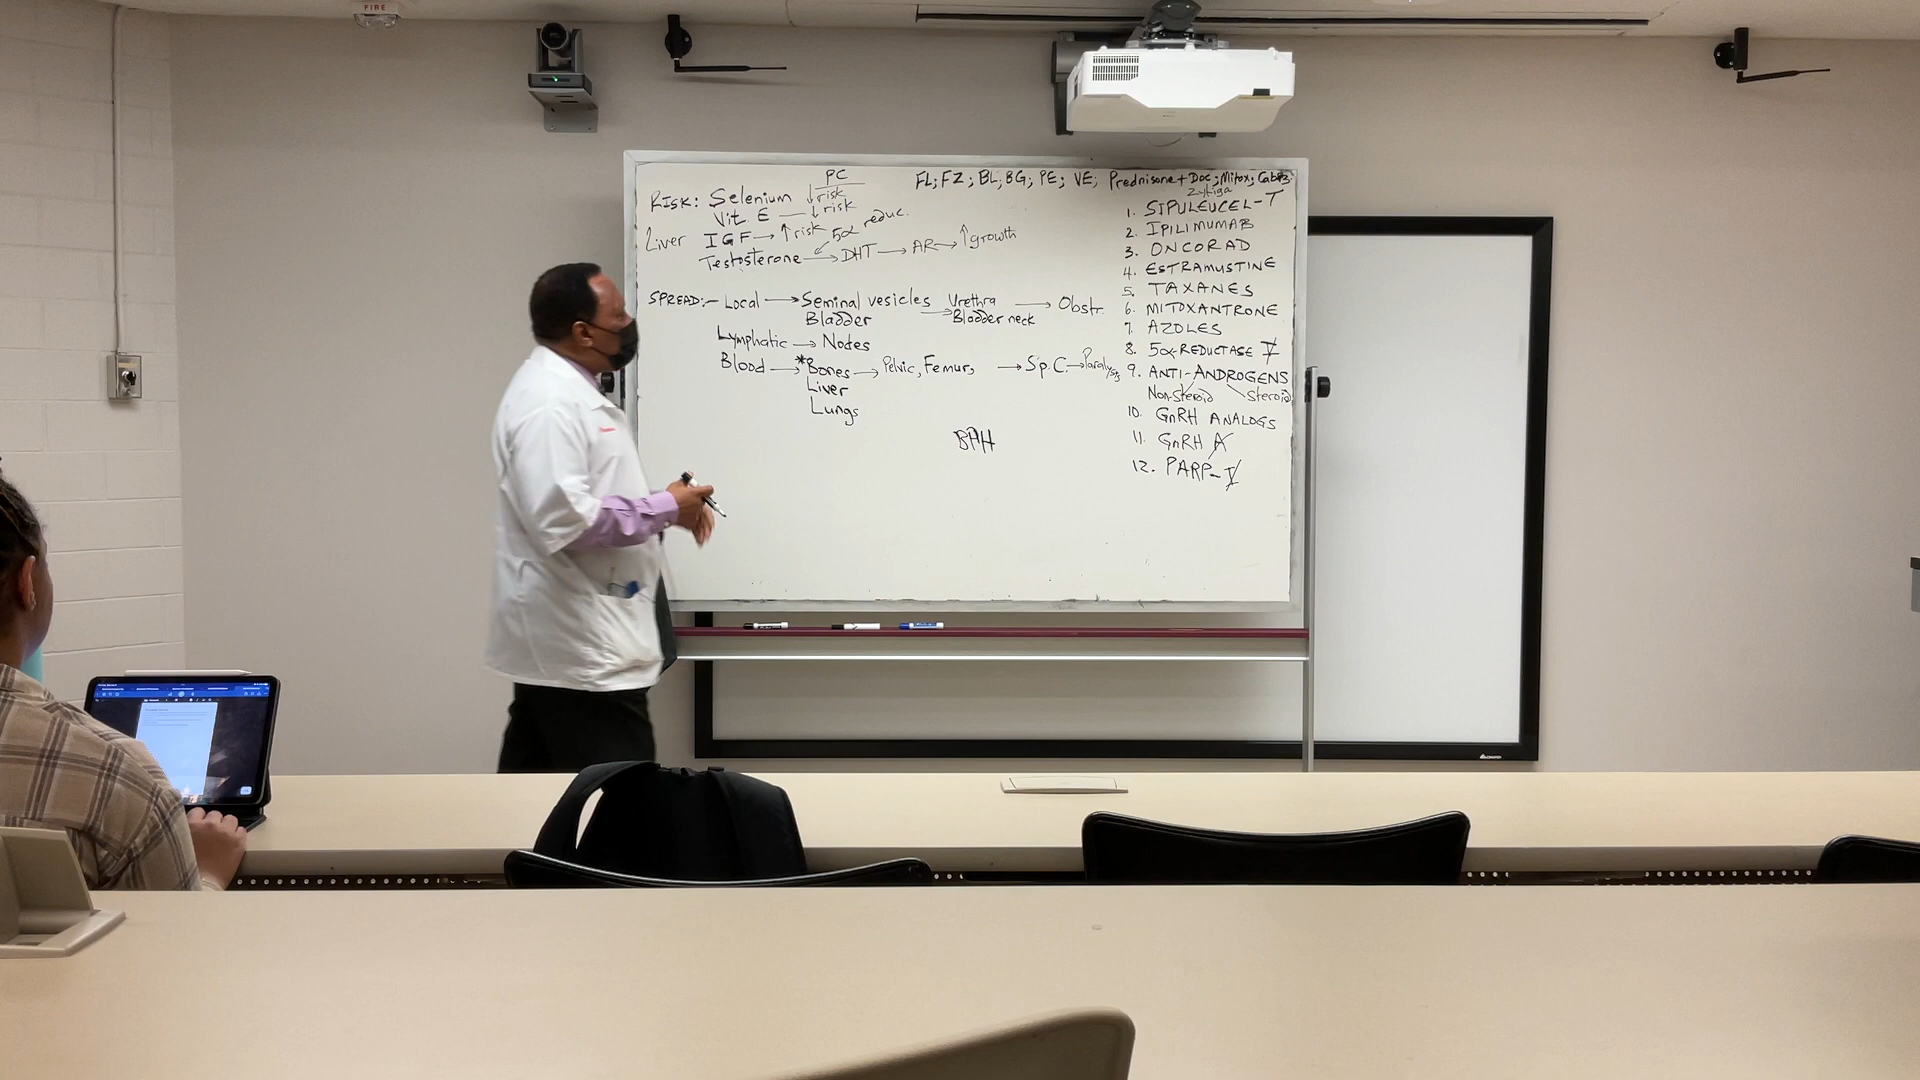 FIRE
PC
FL; FZ; BL; BG; PE; VE; Prednisone + Doc; Mitox; Cabaz.
Zytiga
RISK: Selenium ↓ risk
Vit E — ↓ risk
Liver IGF → ↑ risk 5α reduc.
Testosterone → DHT → AR → ↑ growth
SPREAD:- Local → Seminal vesicles Urethra → Obstr.
Bladder → Bladder neck
Lymphatic → Nodes
Blood → *Bones → Pelvic, Femur, → Sp.C. → Paralysis
Liver
Lungs
BPH
1. SIPULEUCEL-T
2. IPILIMUMAB
3. ONCORAD
4. ESTRAMUSTINE
5. TAXANES
6. MITOXANTRONE
7. AZOLES
8. 5α-REDUCTASE I
9. ANTI-ANDROGENS
Non-Steroid Steroid
10. GnRH ANALOGS
11. GnRH A
12. PARP-I